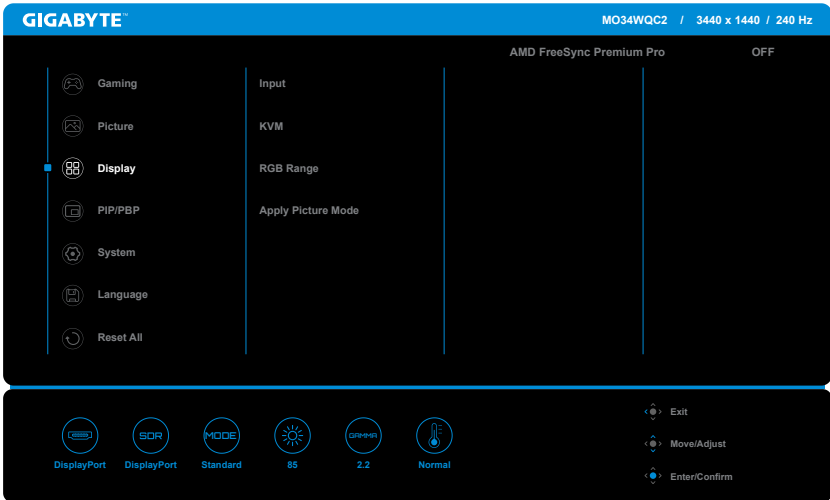 GIGABYTE™ MO34WQC2 / 3440 x 1440 / 240 Hz
AMD FreeSync Premium Pro OFF
Gaming Input
Picture KVM
Display RGB Range
PIP/PBP Apply Picture Mode
System
Language
Reset All
Exit
SDR MODE GAMMA
Move/Adjust
DisplayPort DisplayPort Standard 85 2.2 Normal
Enter/Confirm